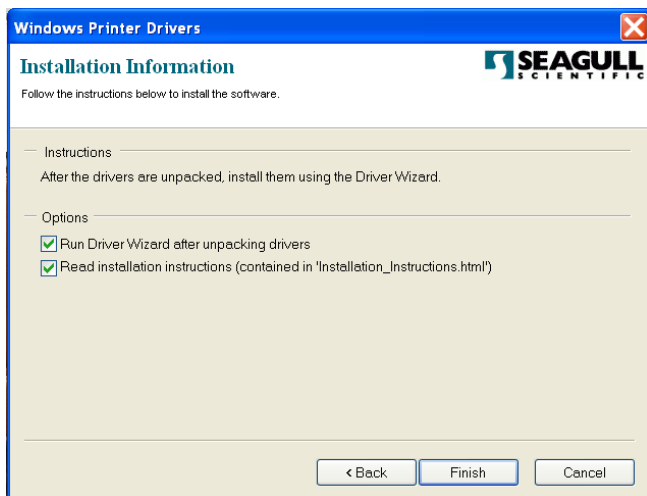 Windows Printer Drivers
Installation Information
SEAGULL
SCIENTIFIC
Follow the instructions below to install the software.
Instructions
After the drivers are unpacked, install them using the Driver Wizard.
Options
Run Driver Wizard after unpacking drivers
Read installation instructions (contained in 'Installation_Instructions.html')
< Back Finish Cancel